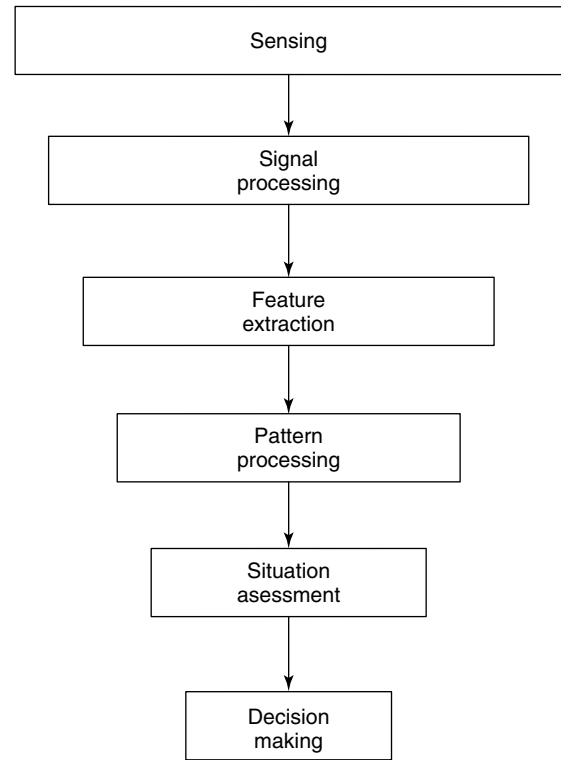 Sensing
Signal
processing
Feature
extraction
Pattern
processing
Situation
asessment
Decision
making